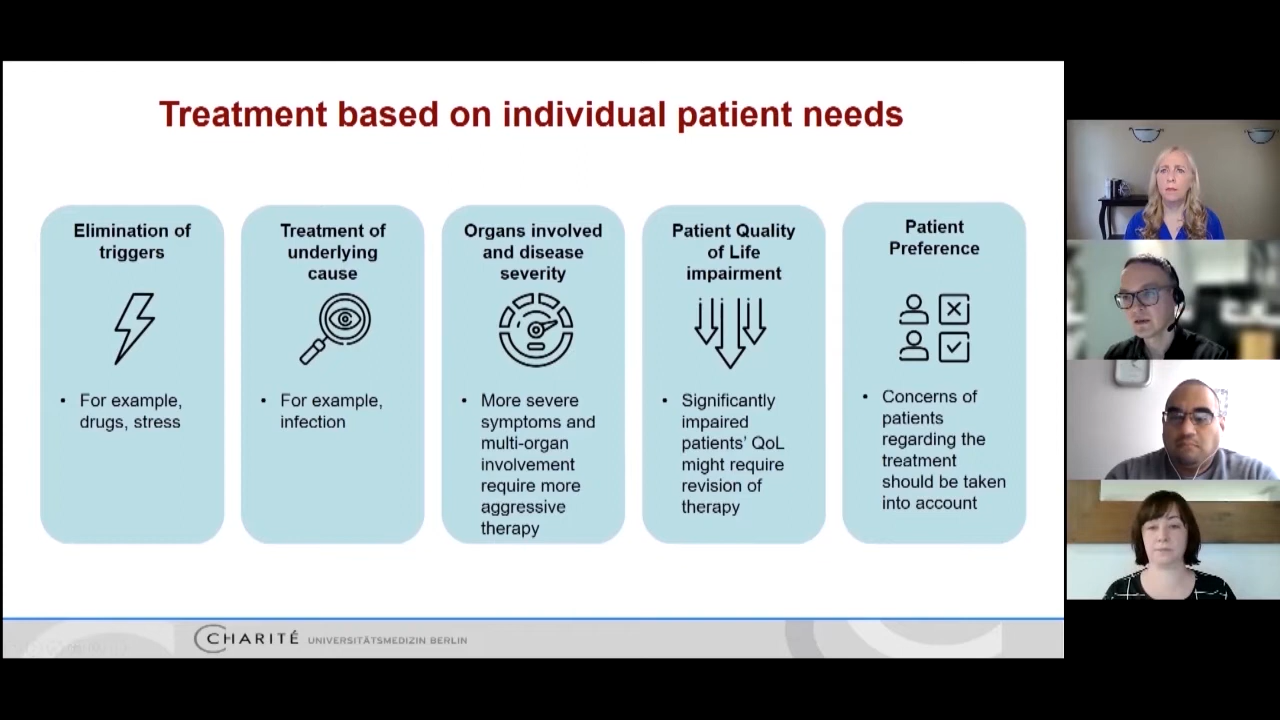 Treatment based on individual patient needs
Elimination of
triggers
• For example,
drugs, stress
Treatment of
underlying
cause
• For example,
infection
Organs involved
and disease
severity
• More severe
symptoms and
multi-organ
involvement
require more
aggressive
therapy
Patient Quality
of Life
impairment
• Significantly
impaired
patients’ QoL
might require
revision of
therapy
Patient
Preference
• Concerns of
patients
regarding the
treatment
should be taken
into account
CHARITÉ UNIVERSITÄTSMEDIZIN BERLIN